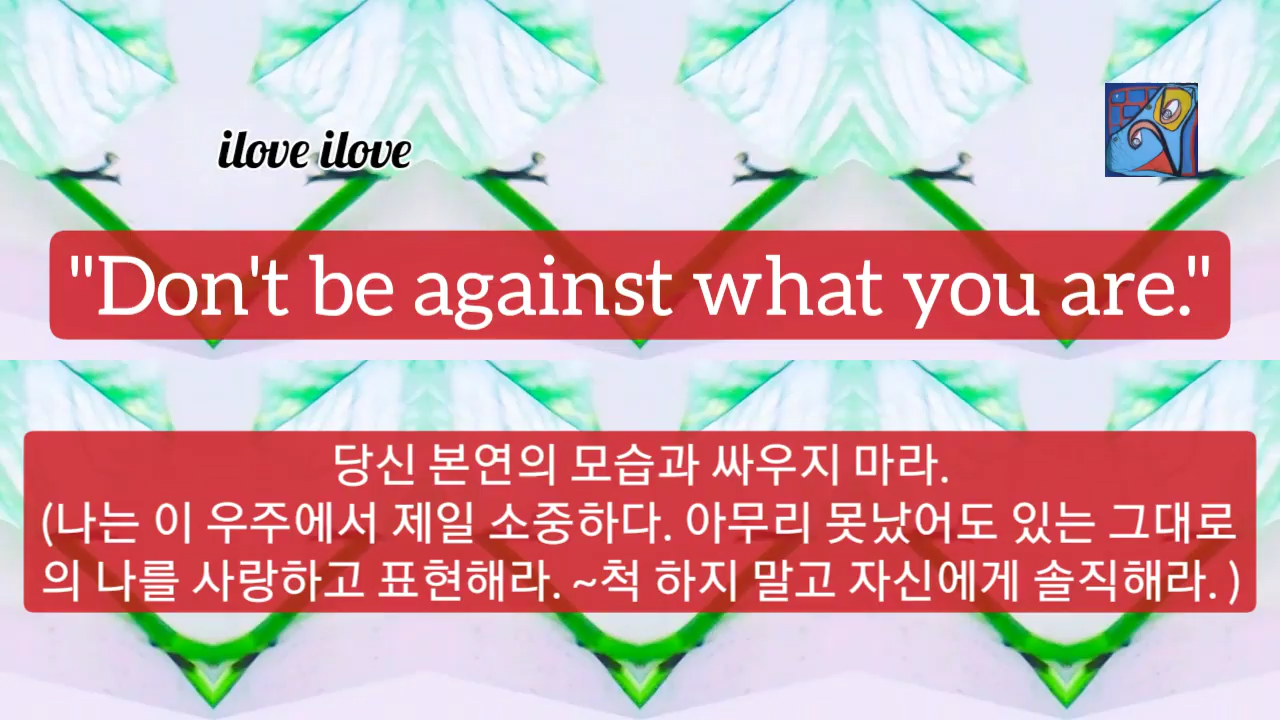 ilove ilove
"Don't be against what you are."
당신 본연의 모습과 싸우지 마라.
(나는 이 우주에서 제일 소중하다. 아무리 못났어도 있는 그대로
의 나를 사랑하고 표현해라. ~척 하지 말고 자신에게 솔직해라. )